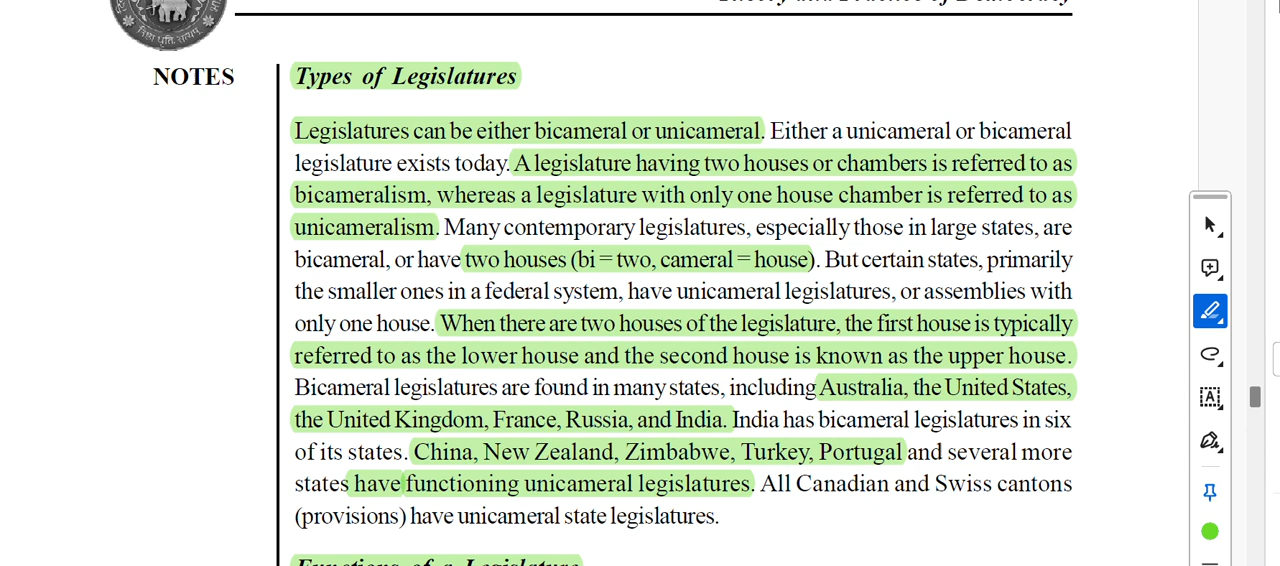 NOTES
Types of Legislatures
Legislatures can be either bicameral or unicameral. Either a unicameral or bicameral
legislature exists today. A legislature having two houses or chambers is referred to as
bicameralism, whereas a legislature with only one house chamber is referred to as
unicameralism. Many contemporary legislatures, especially those in large states, are
bicameral, or have two houses (bi = two, cameral = house). But certain states, primarily
the smaller ones in a federal system, have unicameral legislatures, or assemblies with
only one house. When there are two houses of the legislature, the first house is typically
referred to as the lower house and the second house is known as the upper house.
Bicameral legislatures are found in many states, including Australia, the United States,
the United Kingdom, France, Russia, and India. India has bicameral legislatures in six
of its states. China, New Zealand, Zimbabwe, Turkey, Portugal and several more
states have functioning unicameral legislatures. All Canadian and Swiss cantons
(provisions) have unicameral state legislatures.
Functions of a Legislature